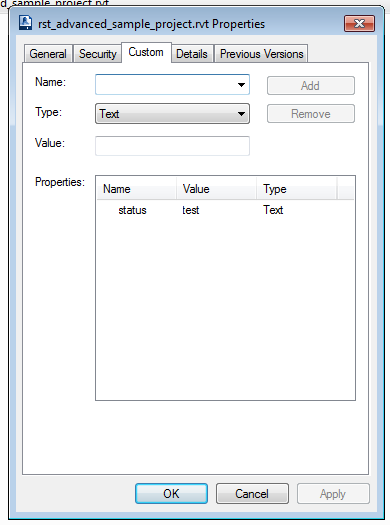 d_sample_project.rvt
rst_advanced_sample_project.rvt Properties
General Security Custom Details Previous Versions
Name: Add
Type: Text Remove
Value:
Properties: Name Value Type
status test Text
OK Cancel Apply